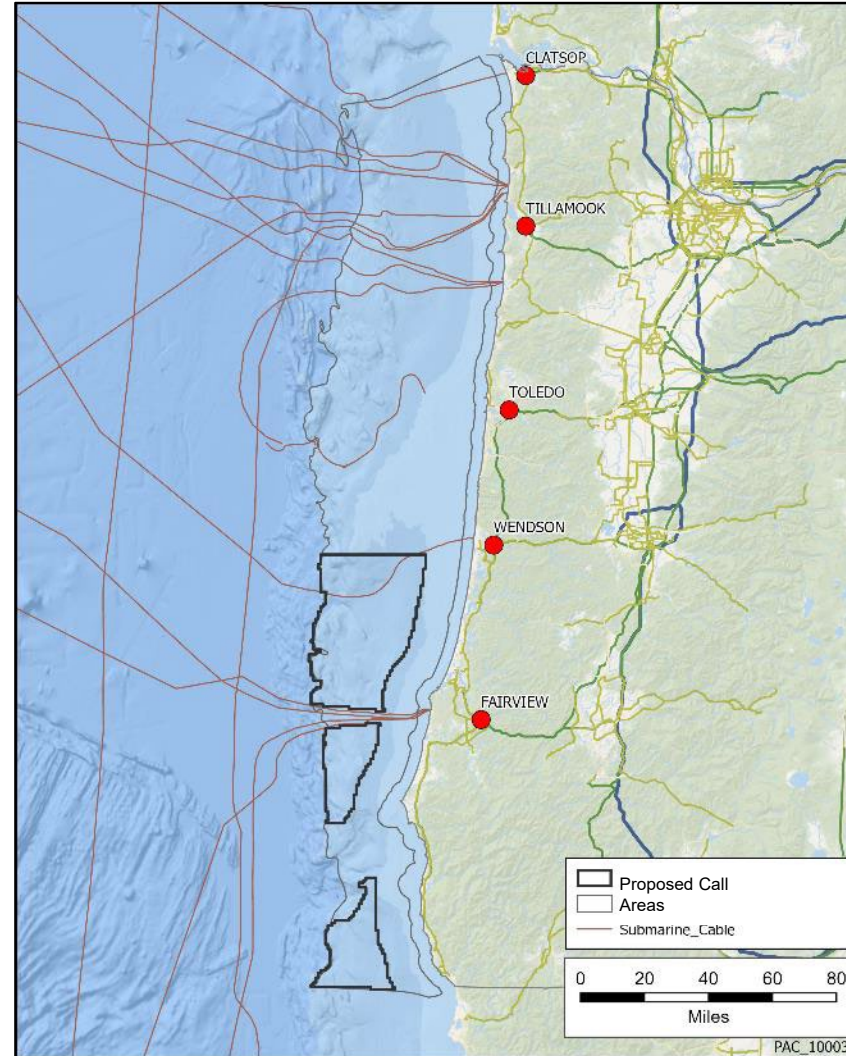 CLATSOP
TILLAMOOK
TOLEDO
WENDSON
FAIRVIEW
Proposed Call
Areas
Submarine_Cable
0 20 40 60 80
Miles
PAC_10003